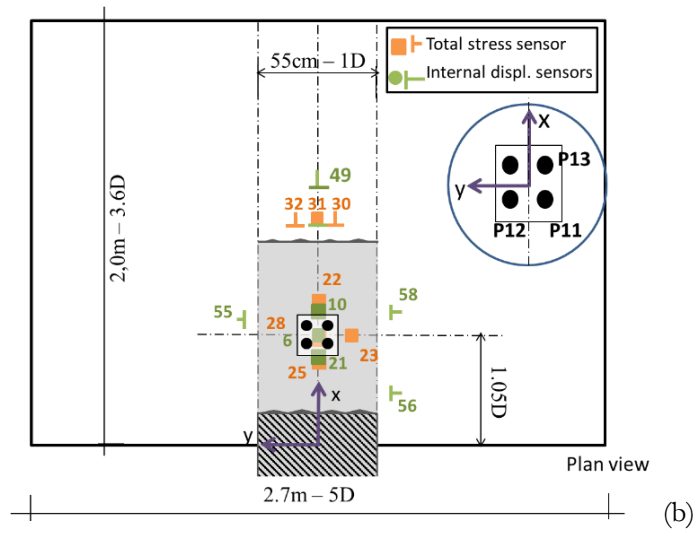 Total stress sensor
Internal displ. sensors
55cm – 1D
49
32 31 30
x
P13
y
P12 P11
2,0m – 3.6D
22
10
58
55
28
6
23
25 21
1.05D
x
56
y
Plan view
2.7m – 5D
(b)